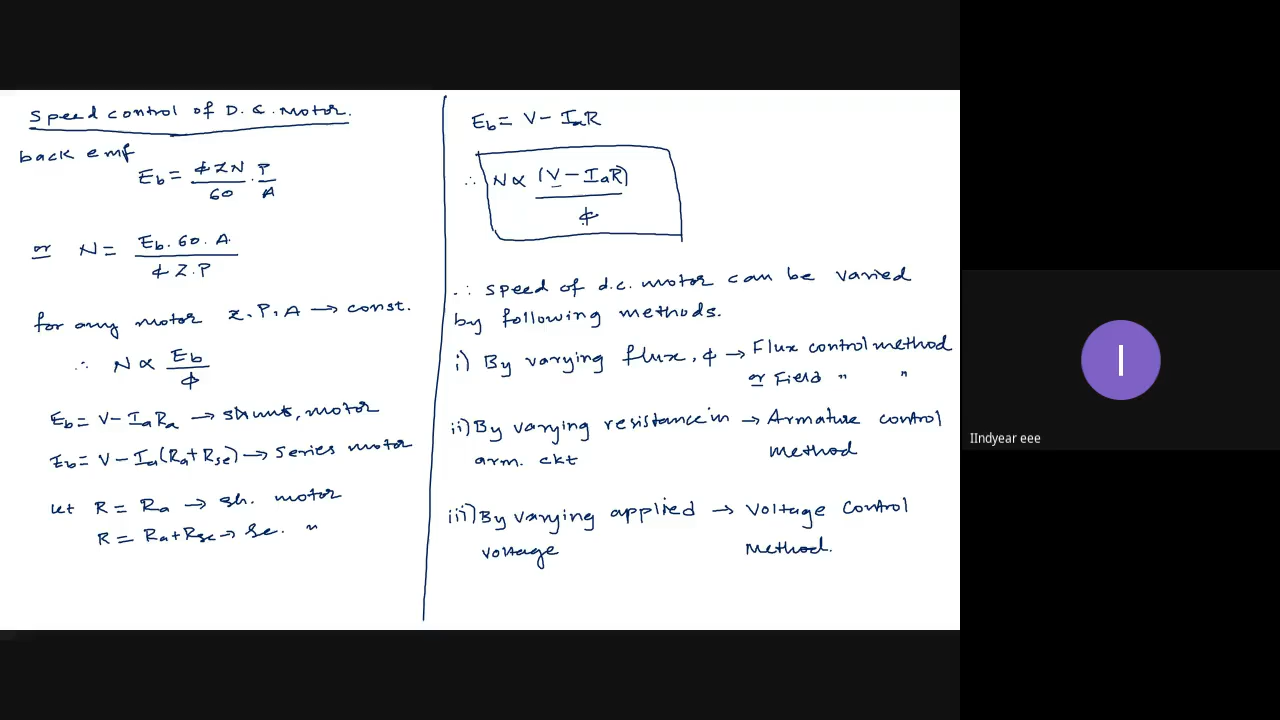 Speed control of D.C. Motor.
back emf
Eb = ϕZN/60 . P/A
or N = Eb. 60. A. / ϕ Z. P
for any motor Z. P, A → const.
∴ N ∝ Eb/ϕ
Eb = V - IaRa → shunt, motor
Eb = V - Ia(Ra+Rse) → Series motor
Let R = Ra → sh. motor
R = Ra+Rse → Se. "
Eb = V - IaR
∴ N ∝ (V - IaR)/ϕ
∴ speed of d.c. motor can be varied
by following methods.
i) By varying flux, ϕ → Flux control method
or Field " "
ii) By varying resistance in → Armature control
arm. ckt method
iii) By varying applied → Voltage Control
voltage Method.
I
IIndyear eee